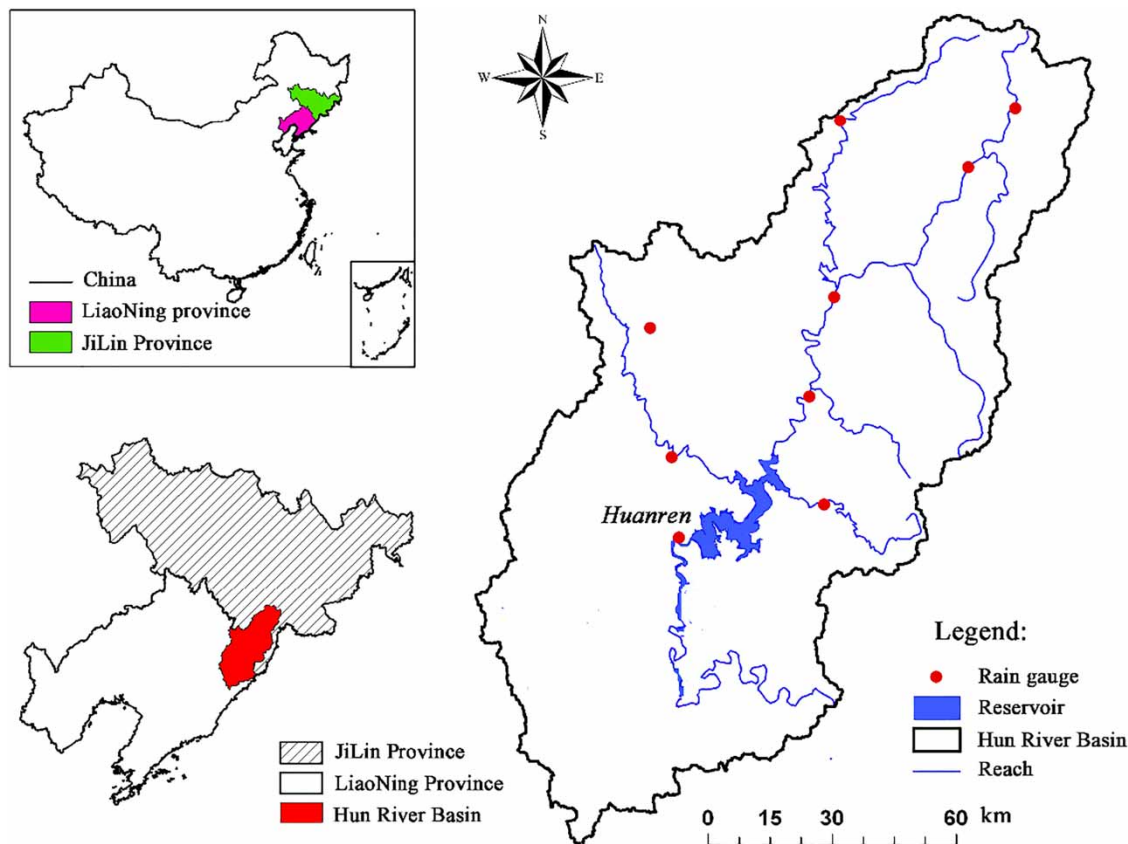 China
LiaoNing province
JiLin Province
N
W
E
S
JiLin Province
LiaoNing Province
Hun River Basin
Huanren
Legend:
Rain gauge
Reservoir
Hun River Basin
Reach
0 15 30 60 km